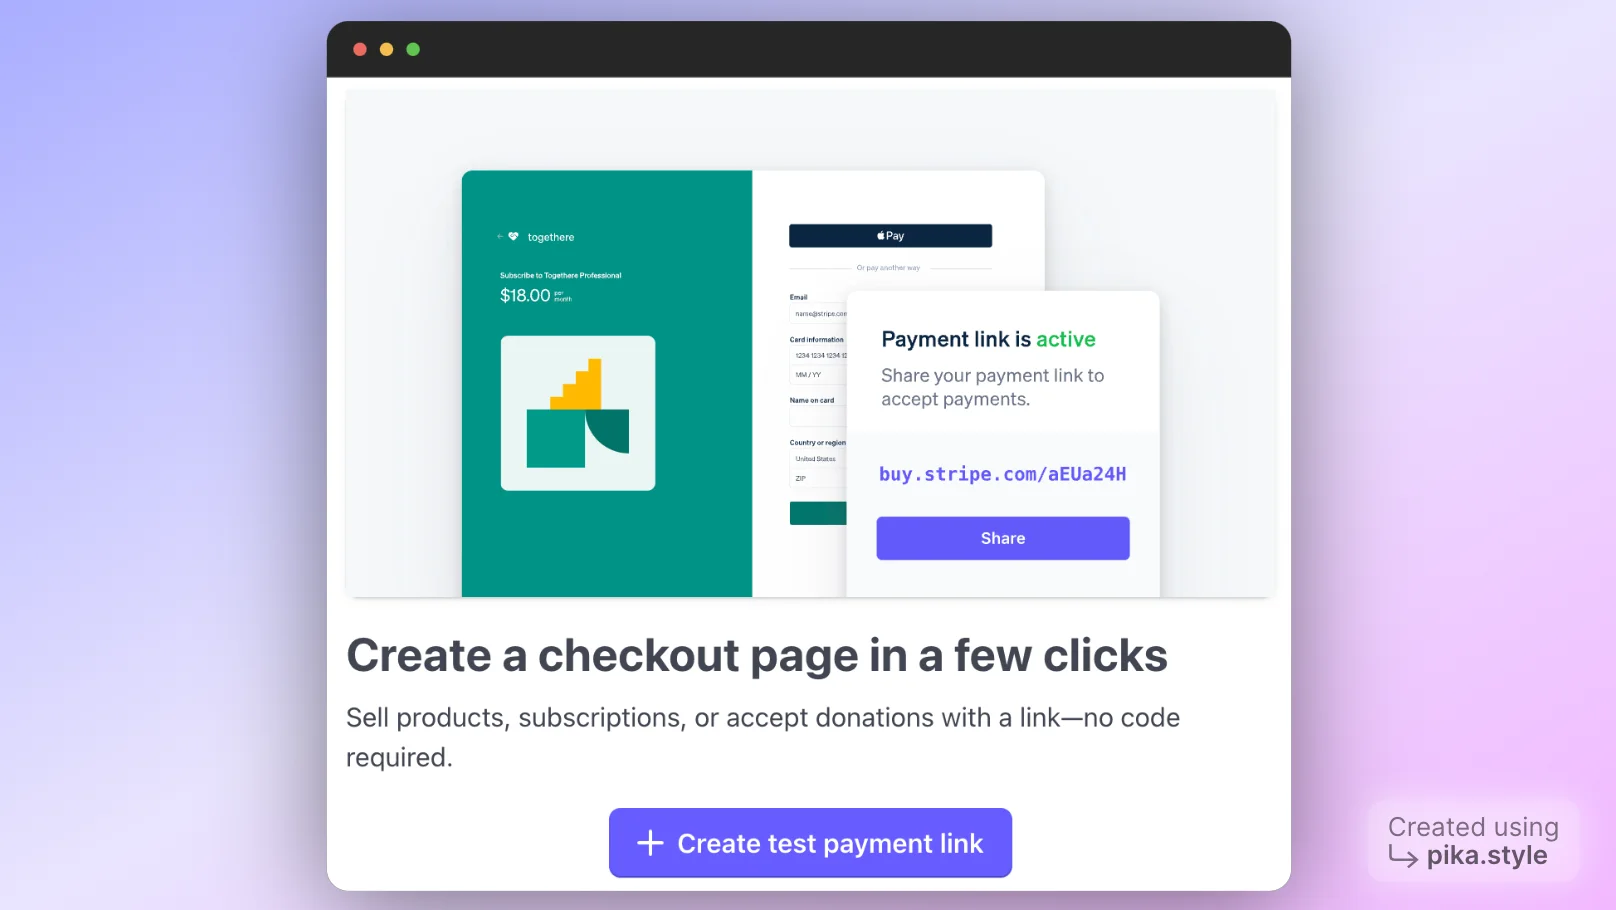 togethere
Subscribe to Togethere Professional
$18.00 per
month
Pay
Or pay another way
Email
name@stripe.com
Card information
1234 1234 1234 12
MM / YY
Name on card
Country or region
United States
ZIP
Payment link is active
Share your payment link to
accept payments.
buy.stripe.com/aEUa24H
Share
Create a checkout page in a few clicks
Sell products, subscriptions, or accept donations with a link—no code
required.
Create test payment link
Created using
pika.style